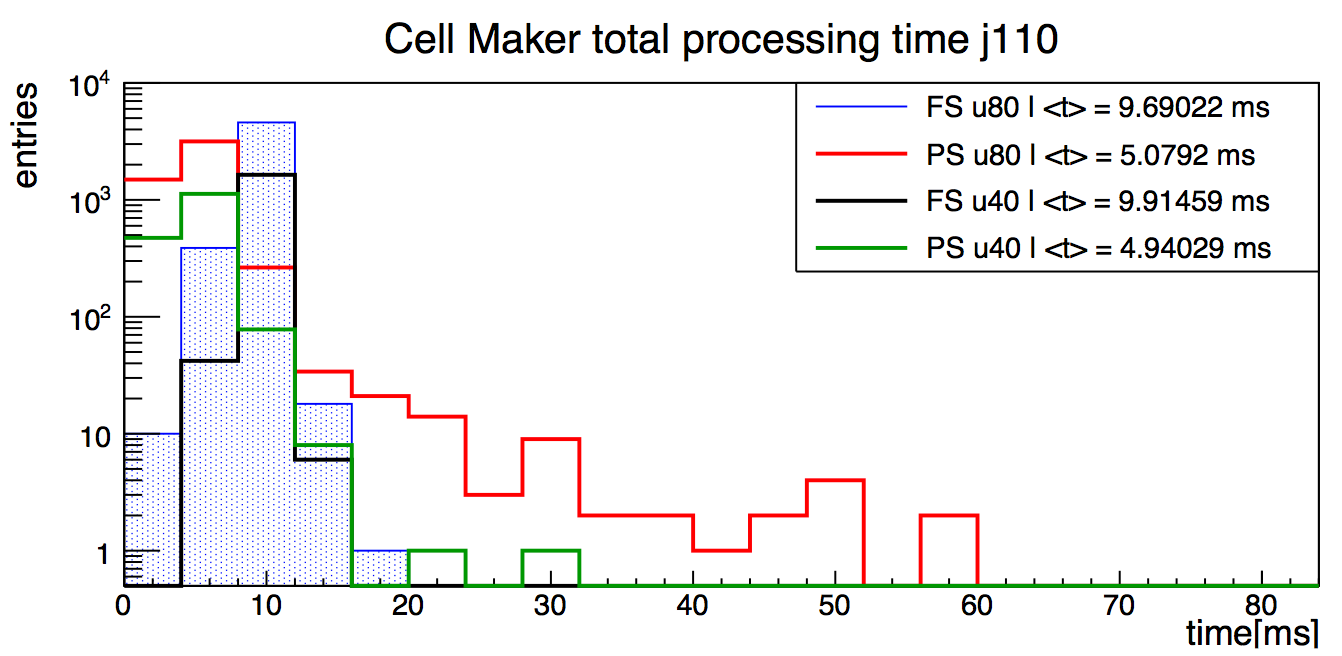 Cell Maker total processing time j110
entries
10^4
10^3
10^2
10
1
FS u80 | <t> = 9.69022 ms
PS u80 | <t> = 5.0792 ms
FS u40 | <t> = 9.91459 ms
PS u40 | <t> = 4.94029 ms
0 10 20 30 40 50 60 70 80
time[ms]